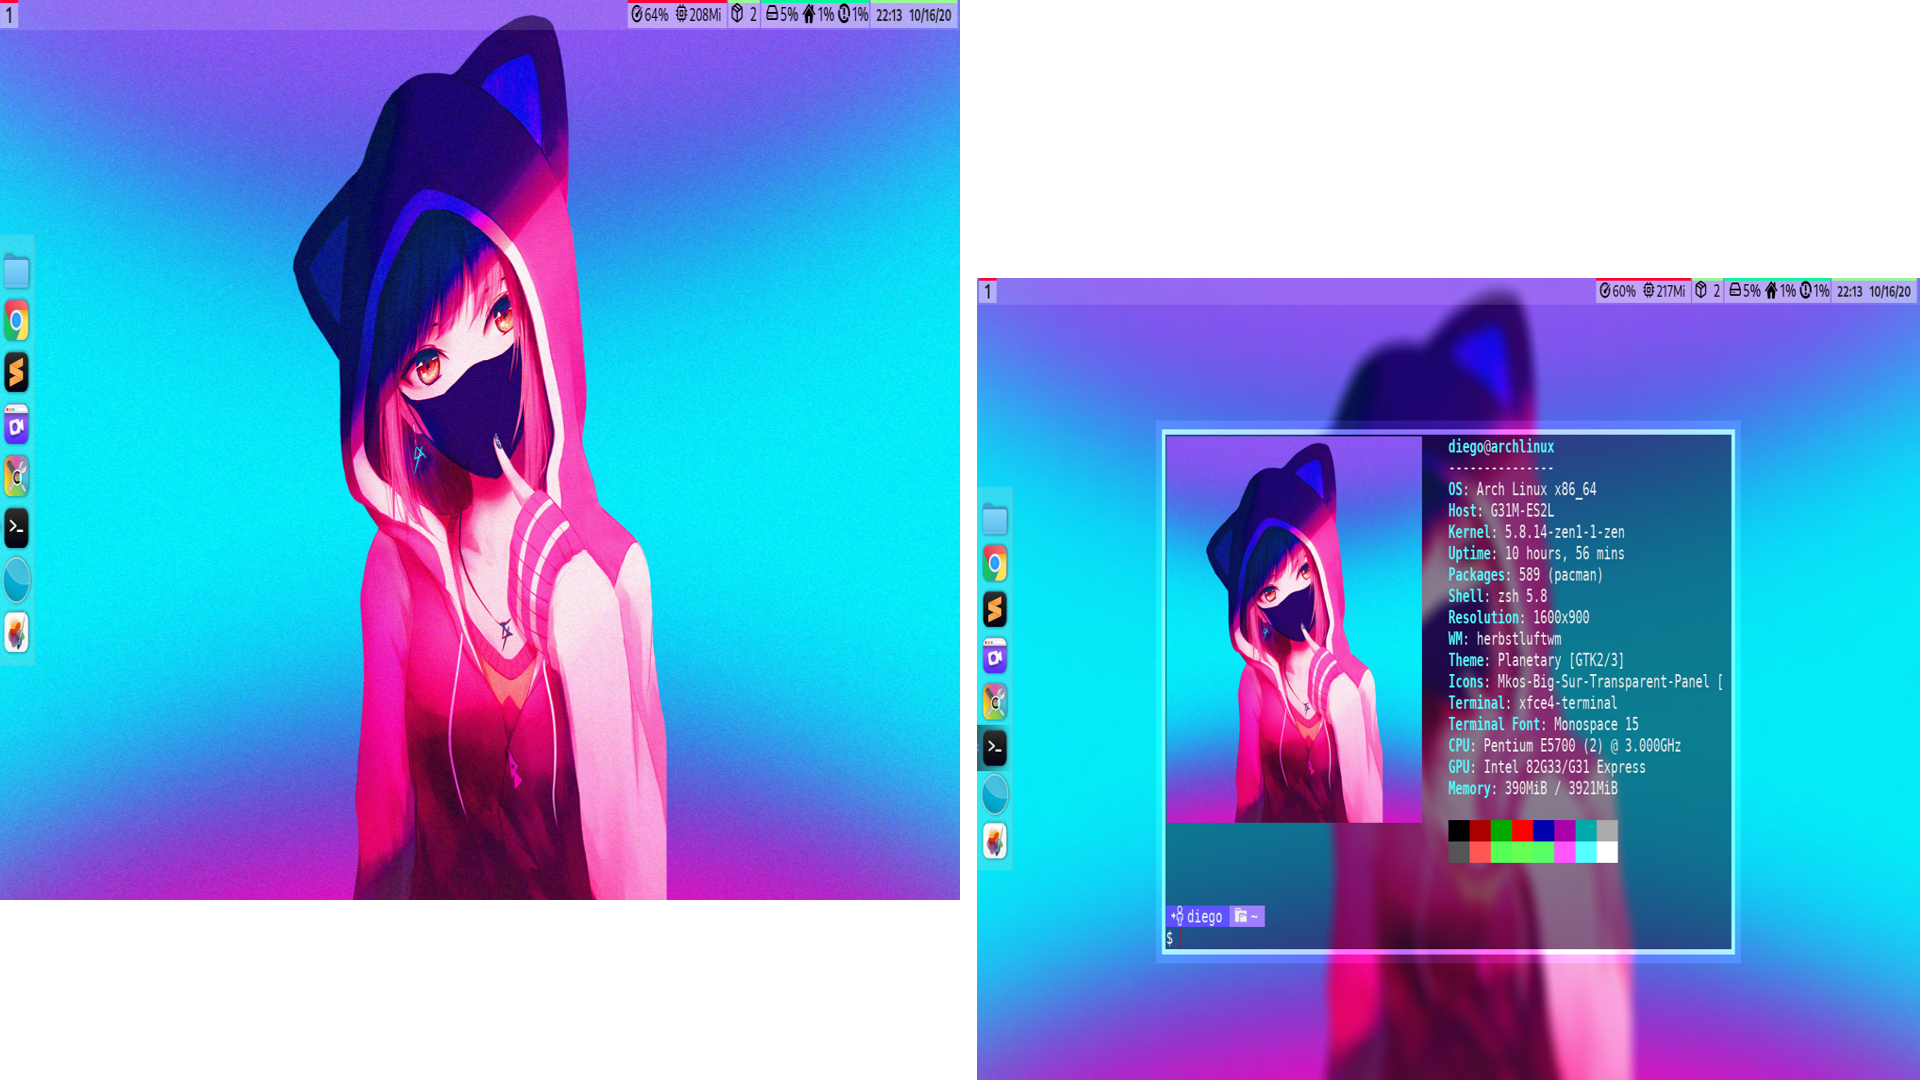 1
64% 208Mi 2 5% 1% 1% 22:13 10/16/20
1
60% 217Mi 2 5% 1% 1% 22:13 10/16/20
diego@archlinux
---------------
OS: Arch Linux x86_64
Host: G31M-ES2L
Kernel: 5.8.14-zen1-1-zen
Uptime: 10 hours, 56 mins
Packages: 589 (pacman)
Shell: zsh 5.8
Resolution: 1600x900
WM: herbstluftwm
Theme: Planetary [GTK2/3]
Icons: Mkos-Big-Sur-Transparent-Panel [
Terminal: xfce4-terminal
Terminal Font: Monospace 15
CPU: Pentium E5700 (2) @ 3.000GHz
GPU: Intel 82G33/G31 Express
Memory: 390MiB / 3921MiB
diego ~
$